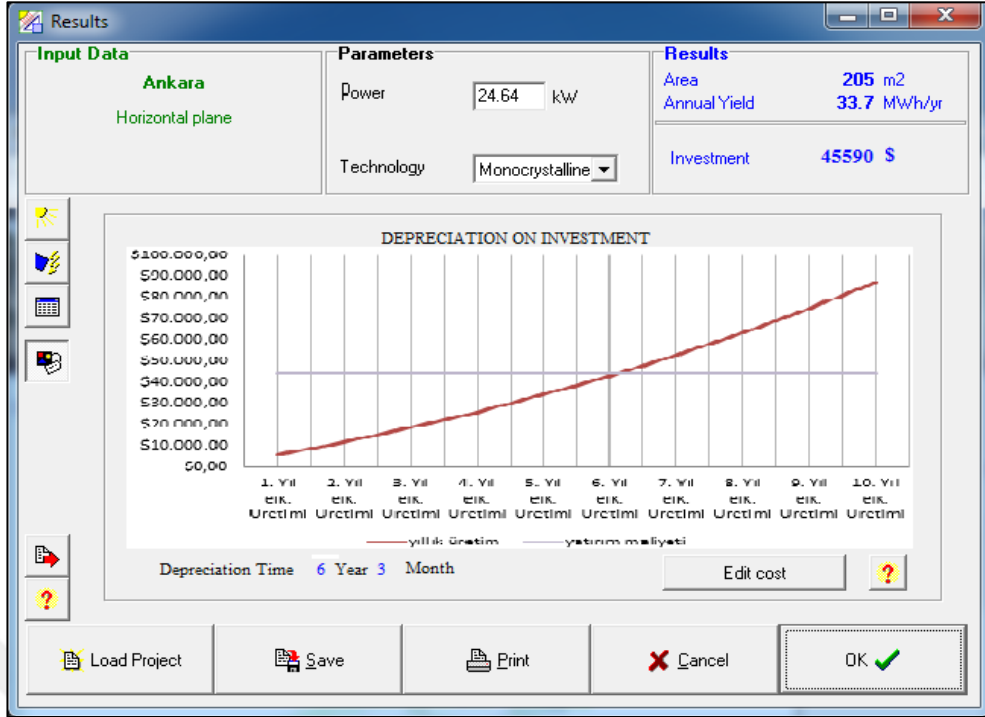 Results
Input Data
Ankara
Horizontal plane
Parameters
Power 24.64 kW
Technology Monocrystalline
Results
Area 205 m2
Annual Yield 33.7 MWh/yr
Investment 45590 $
DEPRECIATION ON INVESTMENT
$100.000,00
$90.000,00
$80.000,00
$70.000,00
$60.000,00
$50.000,00
$40.000,00
$30.000,00
$20.000,00
$10.000,00
$0,00
1. Yıl 2. Yıl 3. Yıl 4. Yıl 5. Yıl 6. Yıl 7. Yıl 8. Yıl 9. Yıl 10. Yıl
elk. elk. elk. elk. elk. elk. elk. elk. elk. elk.
Üretimi Üretimi Üretimi Üretimi Üretimi Üretimi Üretimi Üretimi Üretimi Üretimi
yıllık üretim yatırım maliyeti
Depreciation Time 6 Year 3 Month
Edit cost ?
?
Load Project Save Print Cancel OK